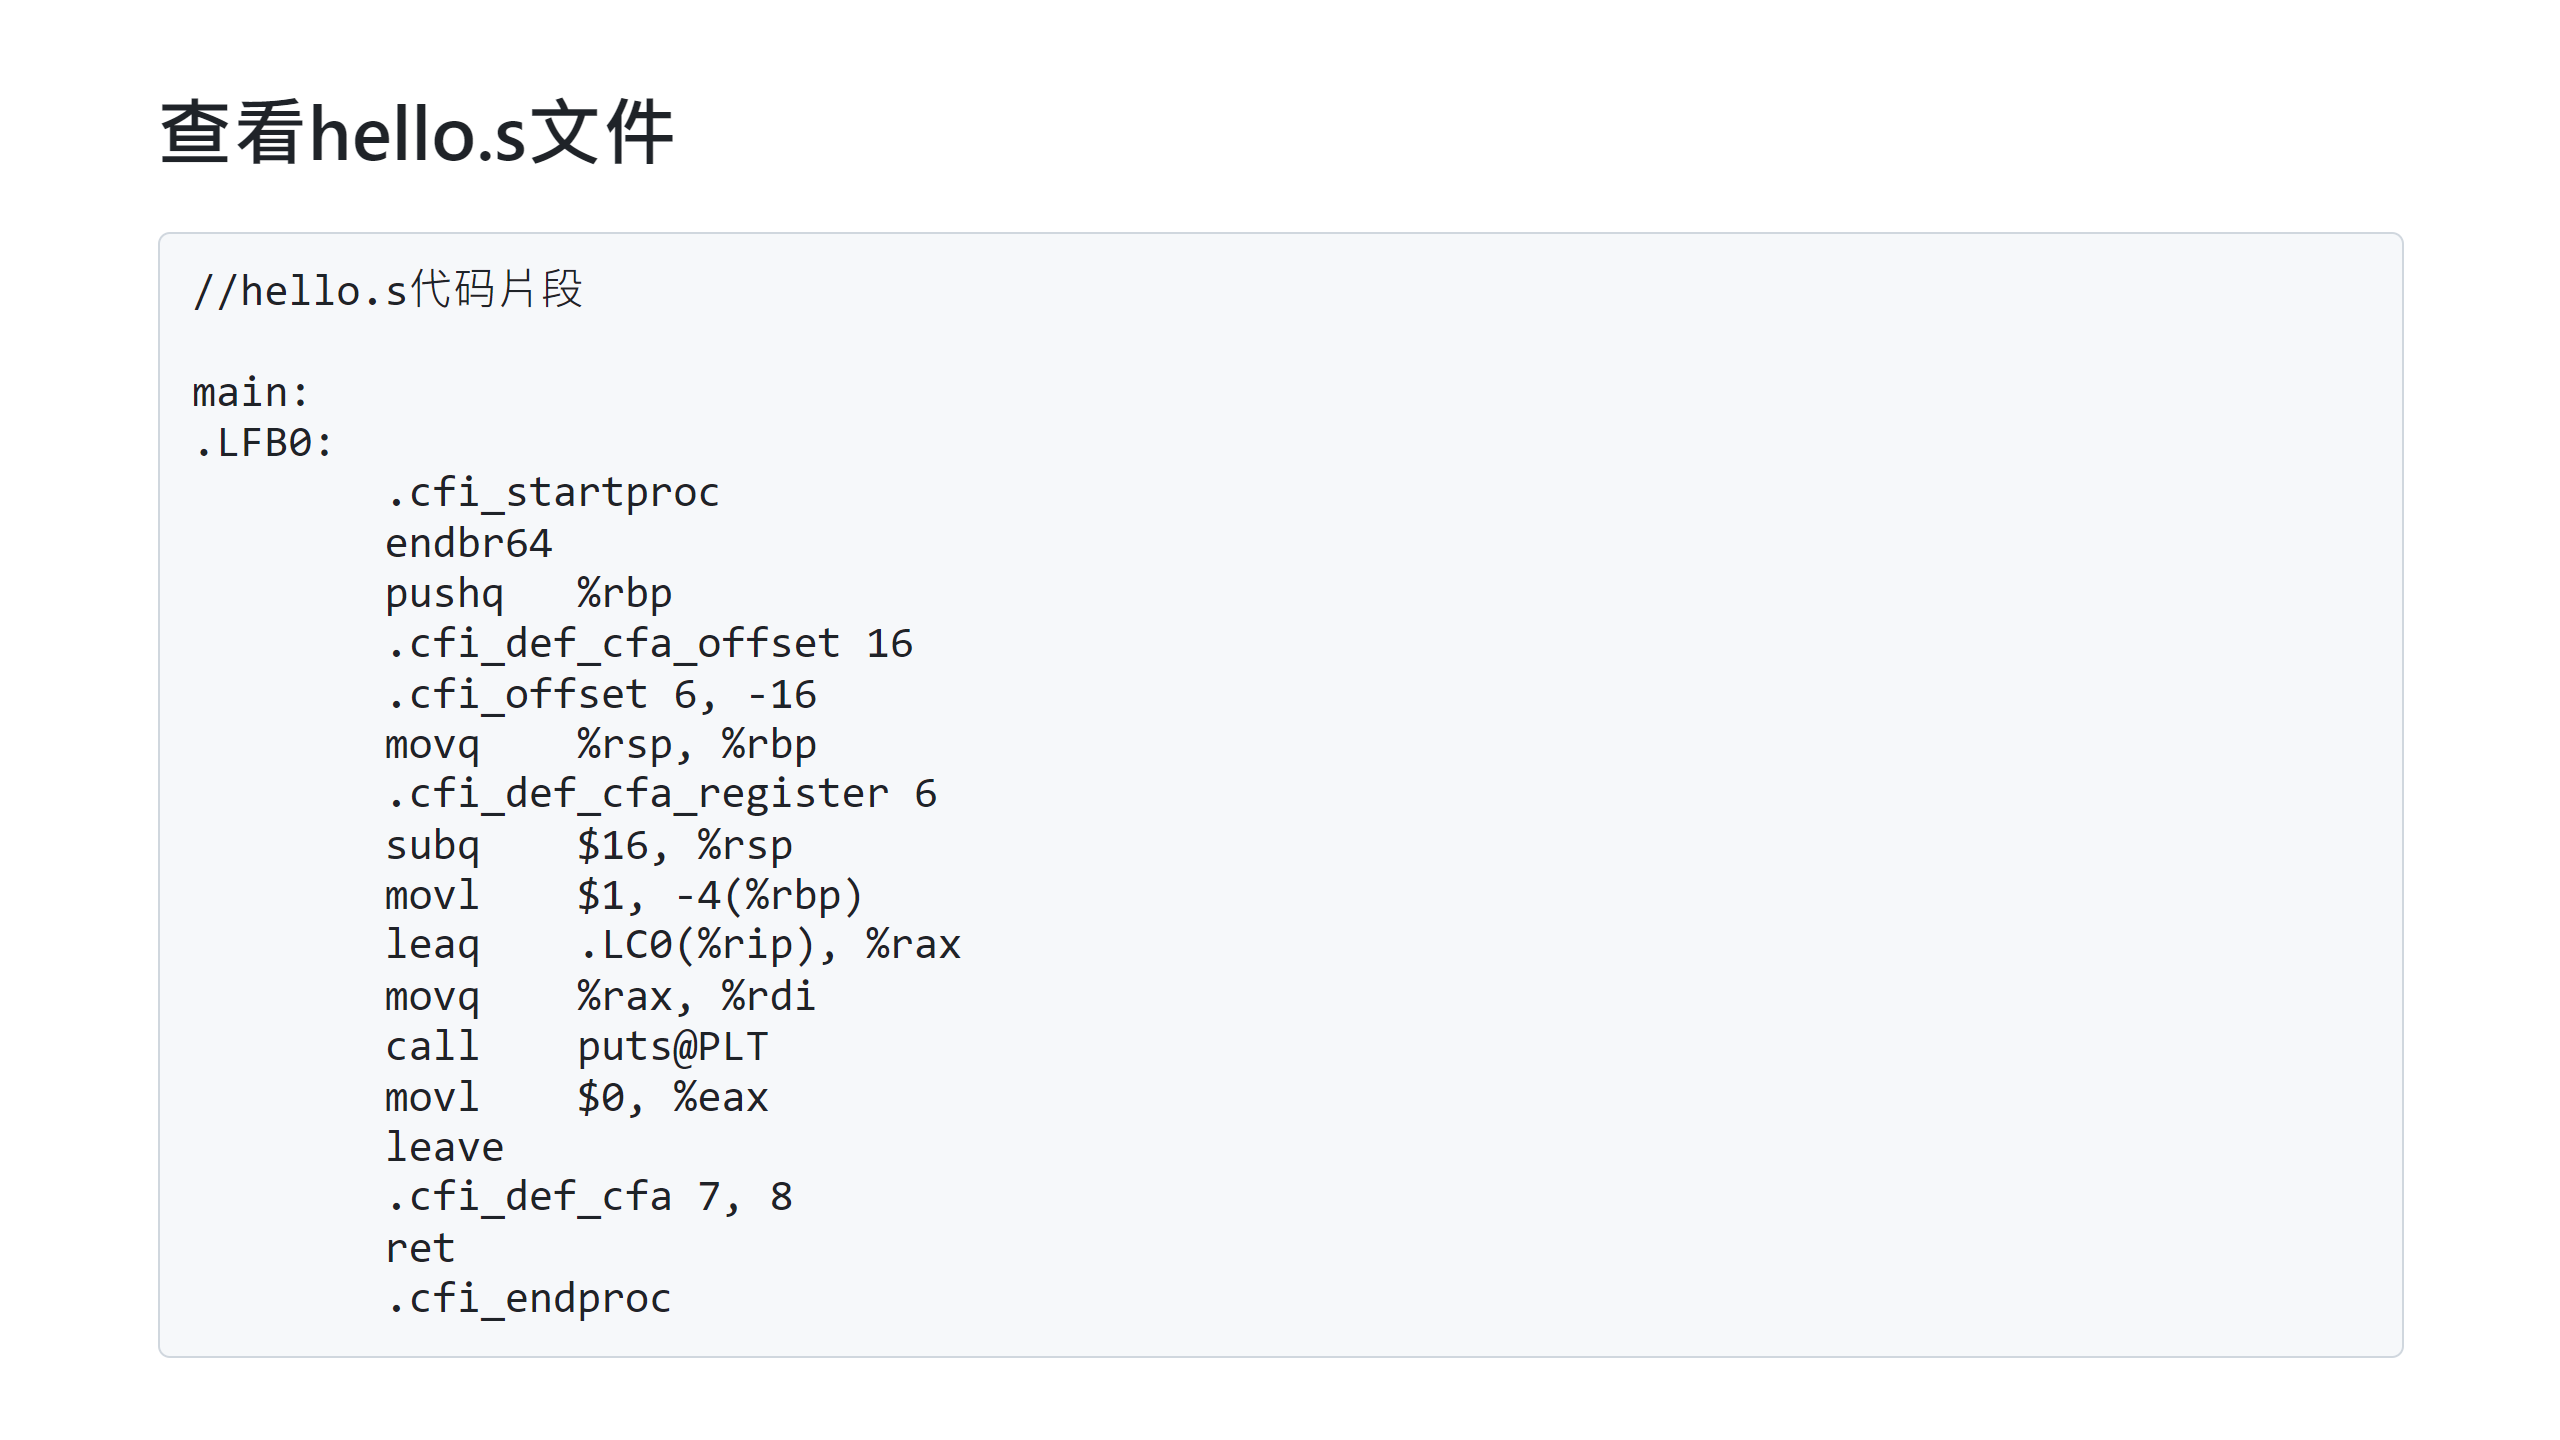 查看hello.s文件
//hello.s代码片段
main:
.LFB0:
.cfi_startproc
endbr64
pushq %rbp
.cfi_def_cfa_offset 16
.cfi_offset 6, -16
movq %rsp, %rbp
.cfi_def_cfa_register 6
subq $16, %rsp
movl $1, -4(%rbp)
leaq .LC0(%rip), %rax
movq %rax, %rdi
call puts@PLT
movl $0, %eax
leave
.cfi_def_cfa 7, 8
ret
.cfi_endproc